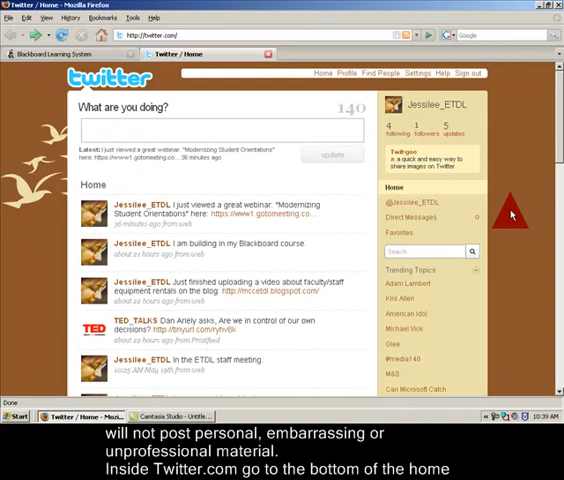 Twitter / Home - Mozilla Firefox
File Edit View History Bookmarks Tools Help
http://twitter.com/
Google
Blackboard Learning System
Twitter / Home
twitter
Home Profile Find People Settings Help Sign out
What are you doing?
140
Latest: I just viewed a great webinar: "Modernizing Student Orientations"
here: https://www1.gotomeeting.co... 36 minutes ago
update
Home
Jessilee_ETDL I just viewed a great webinar: "Modernizing
Student Orientations" here: https://www1.gotomeeting.co...
36 minutes ago from web
Jessilee_ETDL I am building in my Blackboard course.
about 21 hours ago from web
Jessilee_ETDL Just finished uploading a video about faculty/staff
equipment rentals on the blog: http://mccetdl.blogspot.com/
about 22 hours ago from web
TED_TALKS Dan Ariely asks, Are we in control of our own
decisions? http://tinyurl.com/ryhv8k
about 22 hours ago from Proxlfeed
Jessilee_ETDL In the ETDL staff meeting.
10:25 AM May 19th from web
TED
Jessilee_ETDL
4 1 5
following followers updates
Twitgoo
a quick and easy way to
share images on Twitter.
Home
@Jessilee_ETDL
Direct Messages 0
Favorites
Search
Trending Topics
Adam Lambert
Kris Allen
American Idol
Michael Vick
Glee
#media140
M&S
Can Microsoft Catch
Done
Start
Twitter / Home - Mozi...
Camtasia Studio - Untitle...
10:39 AM
will not post personal, embarrassing or
unprofessional material.
Inside Twitter.com go to the bottom of the home